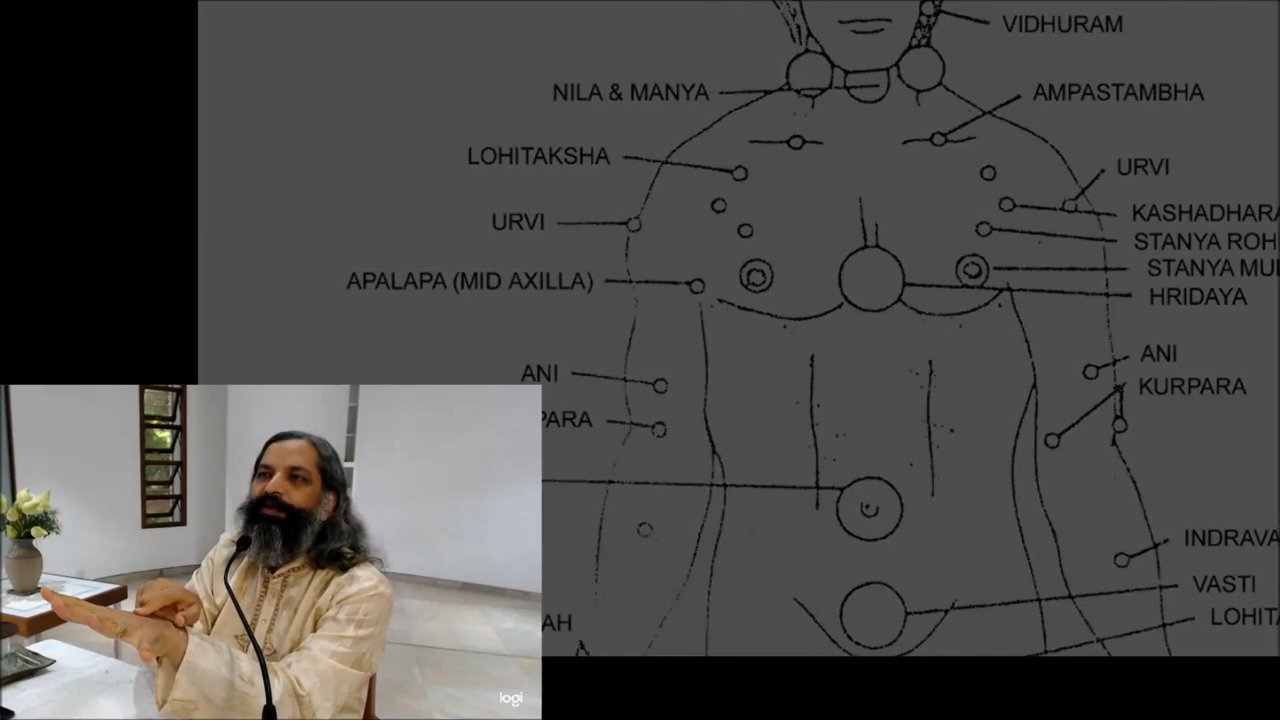 VIDHURAM
NILA & MANYA
AMPASTAMBHA
LOHITAKSHA
URVI
URVI
KASHADHARA
STANYA ROH
APALAPA (MID AXILLA)
STANYA MU
HRIDAYA
ANI
ANI
KURPARA
PARA
INDRAVA
VASTI
LOHITA
AH
logi